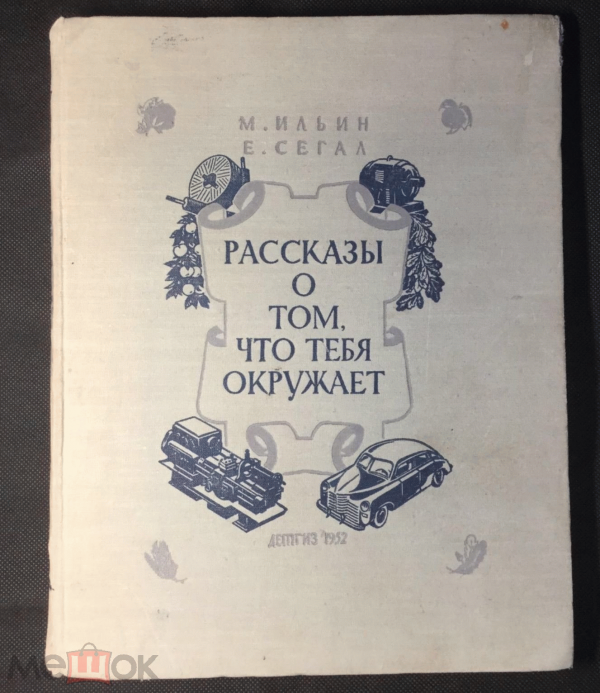 М. ИЛЬИН
Е. СЕГАЛ
РАССКАЗЫ
О
ТОМ,
ЧТО ТЕБЯ
ОКРУЖАЕТ
ДЕТГИЗ 1952
мешок